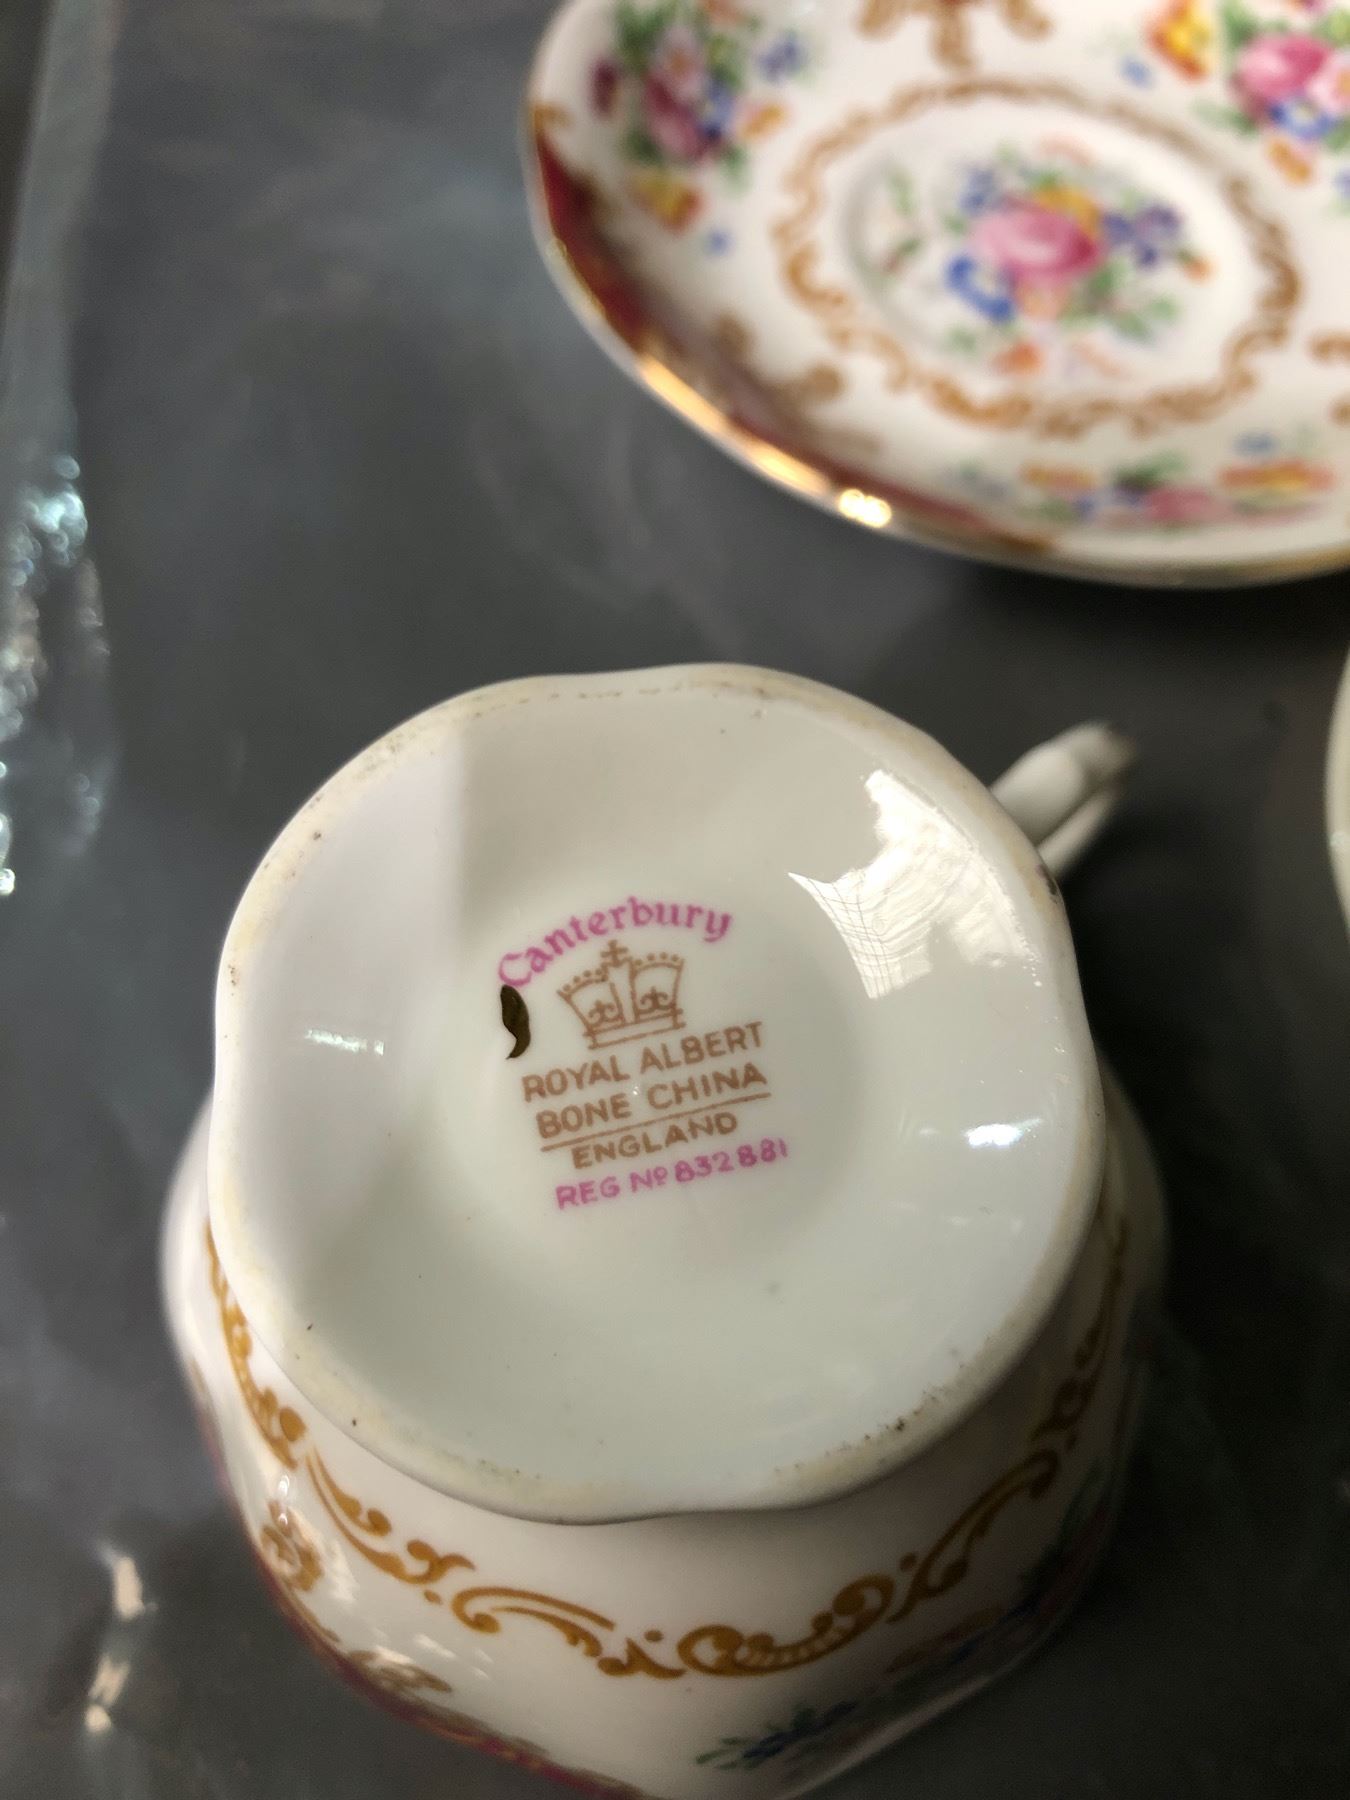 Canterbury
ROYAL ALBERT
BONE CHINA
ENGLAND
REG Nº 832881